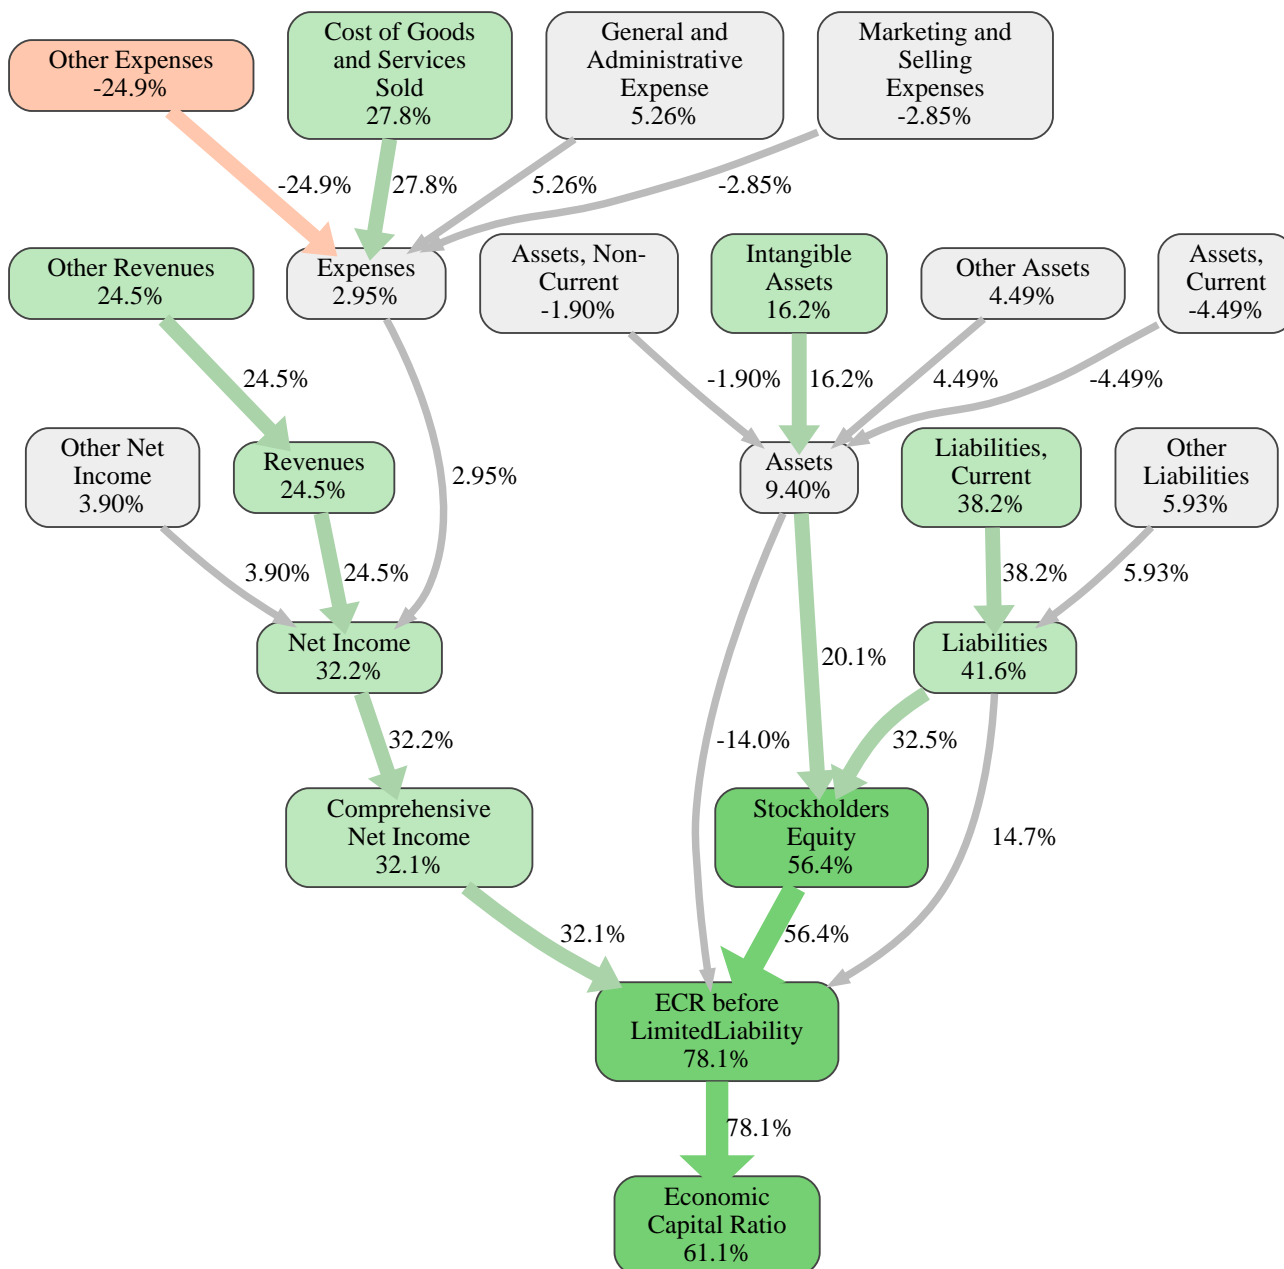 Other Expenses
-24.9%
Cost of Goods
and Services
Sold
27.8%
General and
Administrative
Expense
5.26%
Marketing and
Selling
Expenses
-2.85%
-24.9%
27.8%
5.26%
-2.85%
Other Revenues
24.5%
Expenses
2.95%
Assets, Non-
Current
-1.90%
Intangible
Assets
16.2%
Other Assets
4.49%
Assets,
Current
-4.49%
24.5%
-1.90%
16.2%
4.49%
-4.49%
Other Net
Income
3.90%
Revenues
24.5%
2.95%
Assets
9.40%
Liabilities,
Current
38.2%
Other
Liabilities
5.93%
3.90%
24.5%
38.2%
5.93%
Net Income
32.2%
20.1%
Liabilities
41.6%
32.2%
-14.0%
32.5%
Comprehensive
Net Income
32.1%
Stockholders
Equity
56.4%
14.7%
32.1%
56.4%
ECR before
LimitedLiability
78.1%
78.1%
Economic
Capital Ratio
61.1%